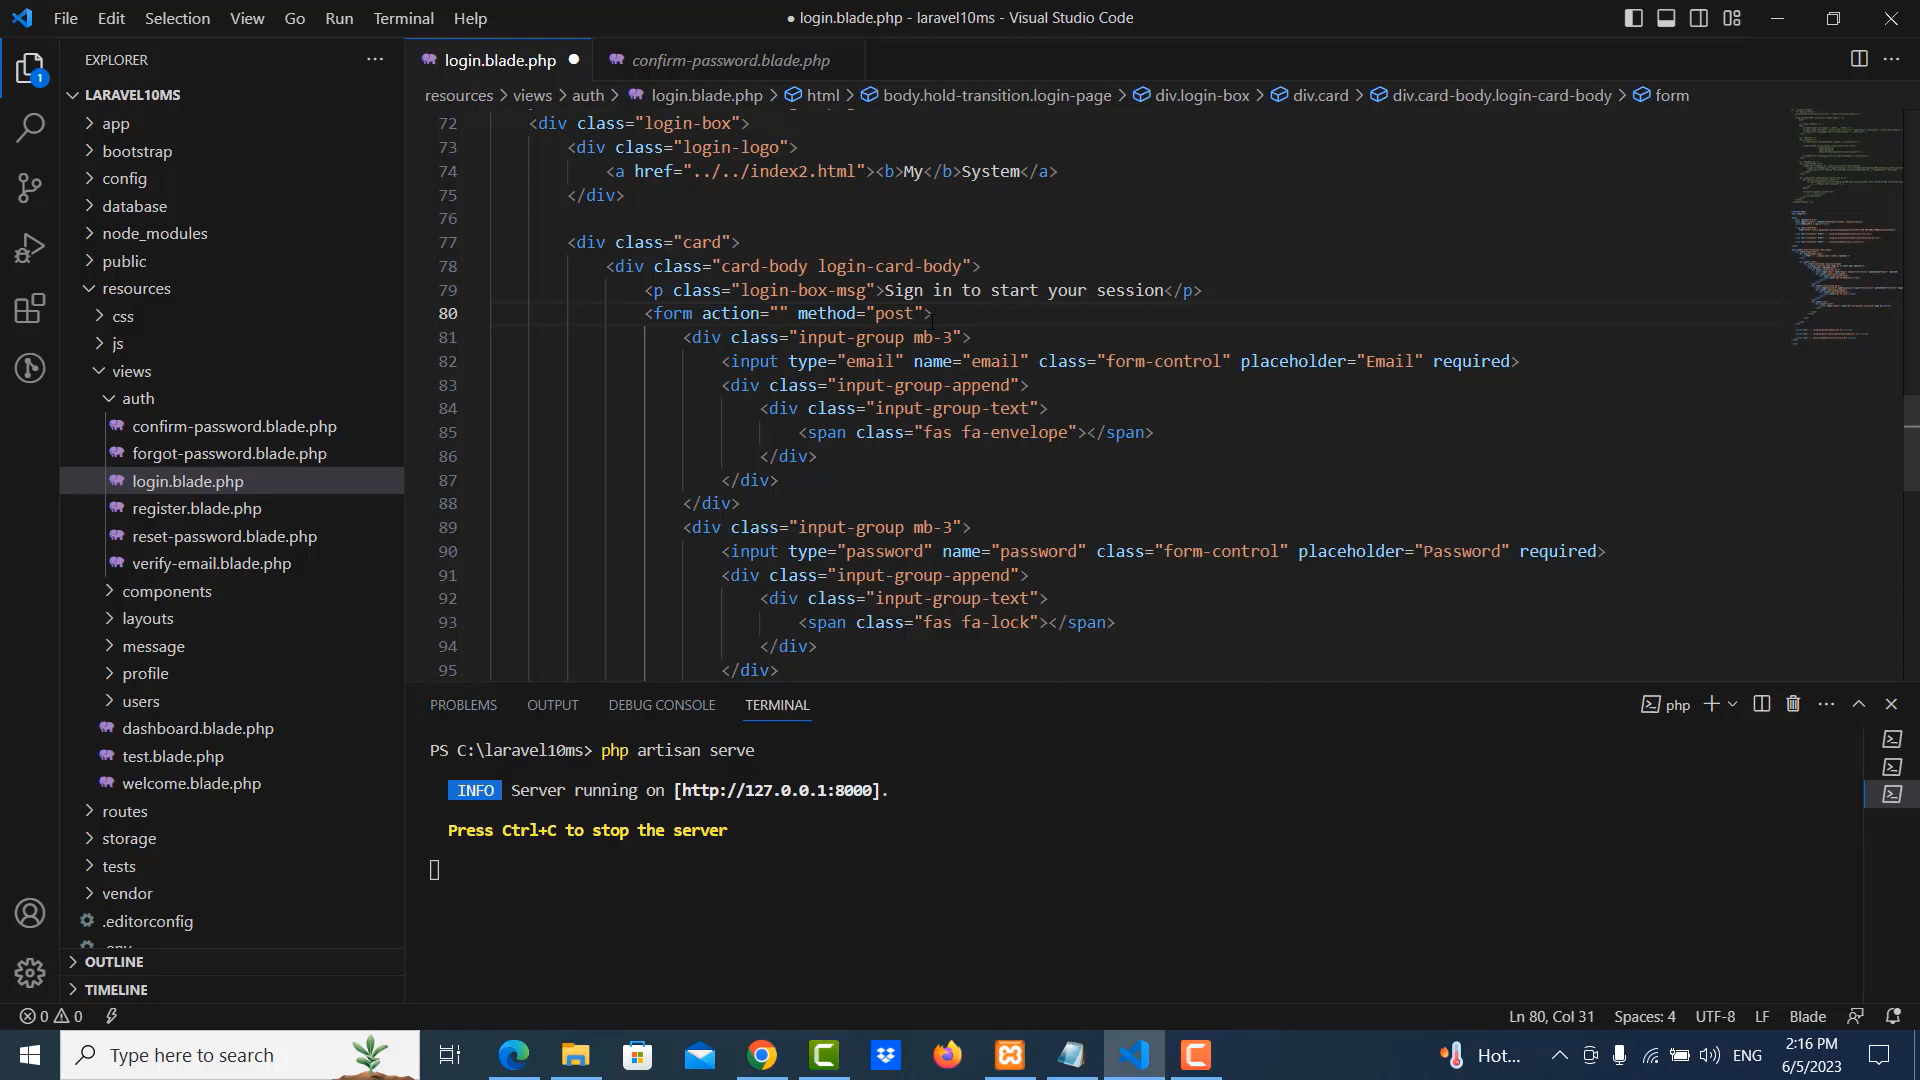 File Edit Selection View Go Run Terminal Help
● login.blade.php - laravel10ms - Visual Studio Code
EXPLORER
LARAVEL10MS
app
bootstrap
config
database
node_modules
public
resources
css
js
views
auth
confirm-password.blade.php
forgot-password.blade.php
login.blade.php
register.blade.php
reset-password.blade.php
verify-email.blade.php
components
layouts
message
profile
users
dashboard.blade.php
test.blade.php
welcome.blade.php
routes
storage
tests
vendor
.editorconfig
OUTLINE
TIMELINE
1
login.blade.php
confirm-password.blade.php
resources > views > auth > login.blade.php > html > body.hold-transition.login-page > div.login-box > div.card > div.card-body.login-card-body > form
72 <div class="login-box">
73 <div class="login-logo">
74 <a href="../../index2.html"><b>My</b>System</a>
75 </div>
76
77 <div class="card">
78 <div class="card-body login-card-body">
79 <p class="login-box-msg">Sign in to start your session</p>
80 <form action="" method="post">
81 <div class="input-group mb-3">
82 <input type="email" name="email" class="form-control" placeholder="Email" required>
83 <div class="input-group-append">
84 <div class="input-group-text">
85 <span class="fas fa-envelope"></span>
86 </div>
87 </div>
88 </div>
89 <div class="input-group mb-3">
90 <input type="password" name="password" class="form-control" placeholder="Password" required>
91 <div class="input-group-append">
92 <div class="input-group-text">
93 <span class="fas fa-lock"></span>
94 </div>
95 </div>
PROBLEMS OUTPUT DEBUG CONSOLE TERMINAL
php
PS C:\laravel10ms> php artisan serve
INFO Server running on [http://127.0.0.1:8000].
Press Ctrl+C to stop the server
0 0
Ln 80, Col 31 Spaces: 4 UTF-8 LF Blade
Type here to search
Hot...
ENG
2:16 PM
6/5/2023